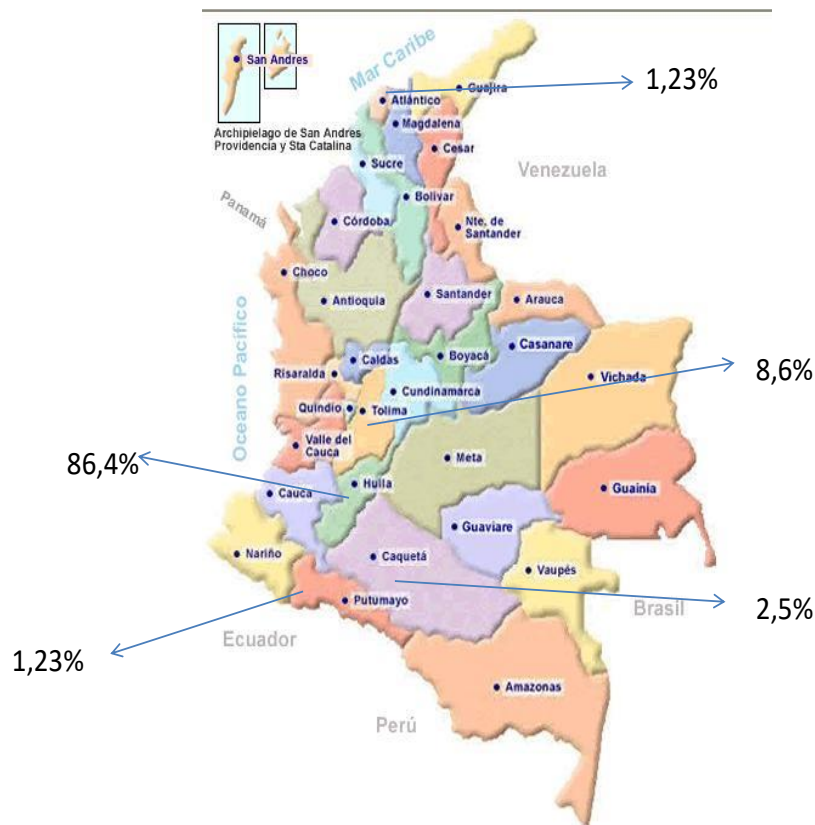 San Andres
Mar Caribe
Guajira
1,23%
Atlántico
Magdalena
Archipielago de San Andres
Providencia y Sta Catalina
Cesar
Sucre
Venezuela
Bolivar
Panamá
Córdoba
Nte. de
Santander
Choco
Antioquia
Santander
Arauca
Oceano Pacífico
Caldas
Boyacá
Casanare
Risaralda
Cundinamarca
Vichada
8,6%
Quindío
Tolima
Valle del
Cauca
Meta
86,4%
Huila
Cauca
Guainía
Guaviare
Nariño
Caquetá
Vaupés
Putumayo
Brasil
2,5%
Ecuador
1,23%
Amazonas
Perú